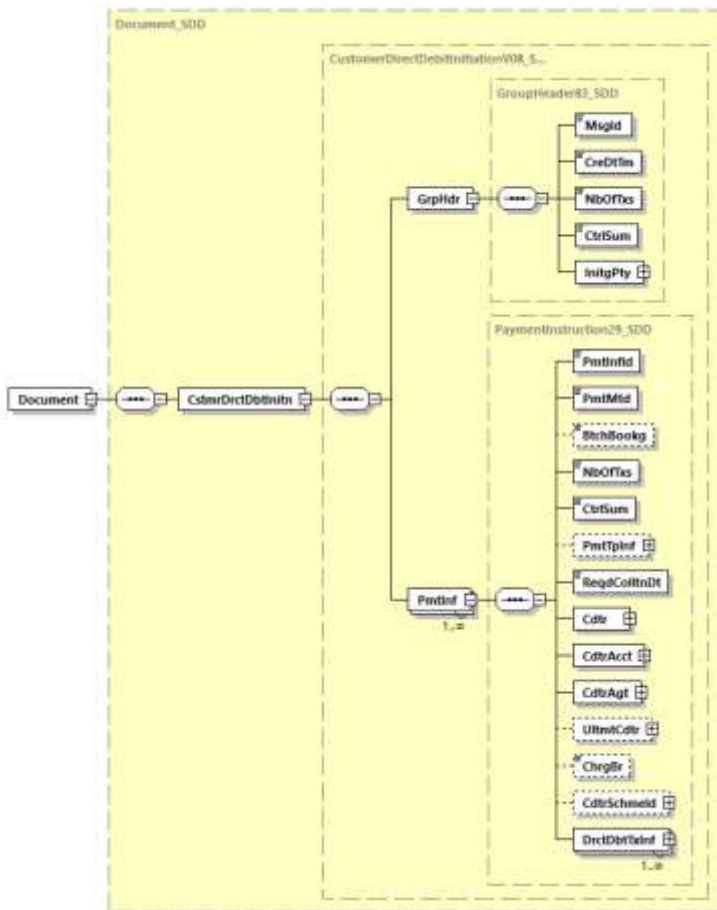 Document_SDD
CustomerDirectDebitInitiationV08_S...
GroupHeader83_SDD
MsgId
CreDtTm
GrpHdr
NbOfTxs
CtrlSum
InitgPty
PaymentInstruction29_SDD
PmtInfId
Document
CstmrDrctDbtInitn
PmtMtd
BtchBookg
NbOfTxs
CtrlSum
PmtTpInf
ReqdColltnDt
PmtInf
1..∞
Cdtr
CdtrAcct
CdtrAgt
UltmtCdtr
ChrgBr
CdtrSchmeId
DrctDbtTxInf
1..∞